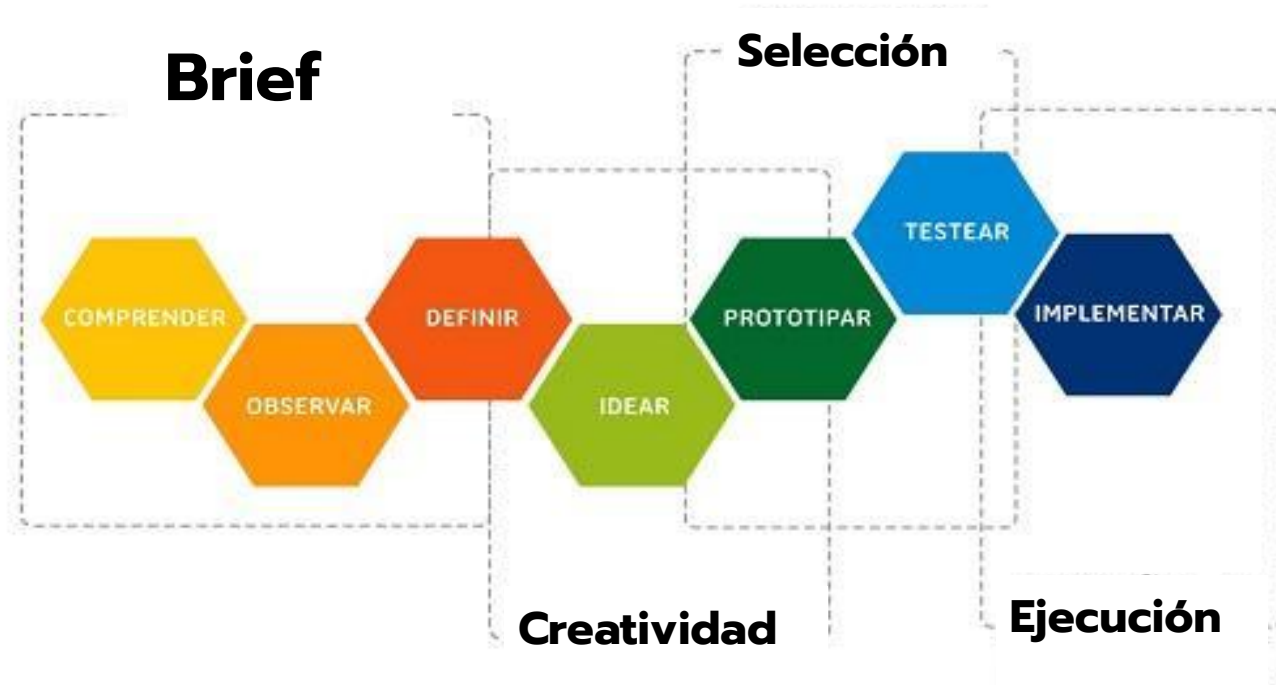 Brief
Selección
COMPRENDER
OBSERVAR
DEFINIR
IDEAR
PROTOTIPAR
TESTEAR
IMPLEMENTAR
Creatividad
Ejecución